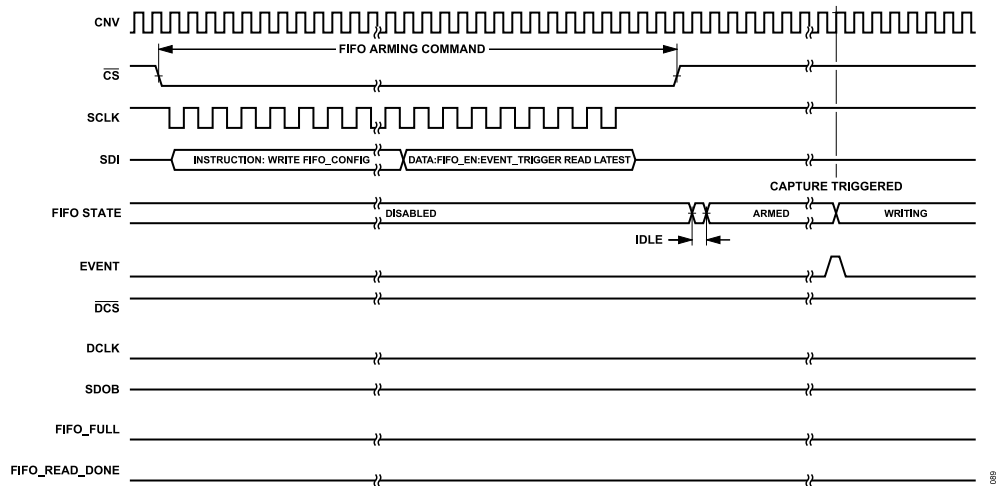 CNV
FIFO ARMING COMMAND
CS
SCLK
SDI
INSTRUCTION: WRITE FIFO_CONFIG
DATA:FIFO_EN:EVENT_TRIGGER READ LATEST
CAPTURE TRIGGERED
FIFO STATE
DISABLED
ARMED
WRITING
IDLE
EVENT
DCS
DCLK
SDOB
FIFO_FULL
FIFO_READ_DONE
089